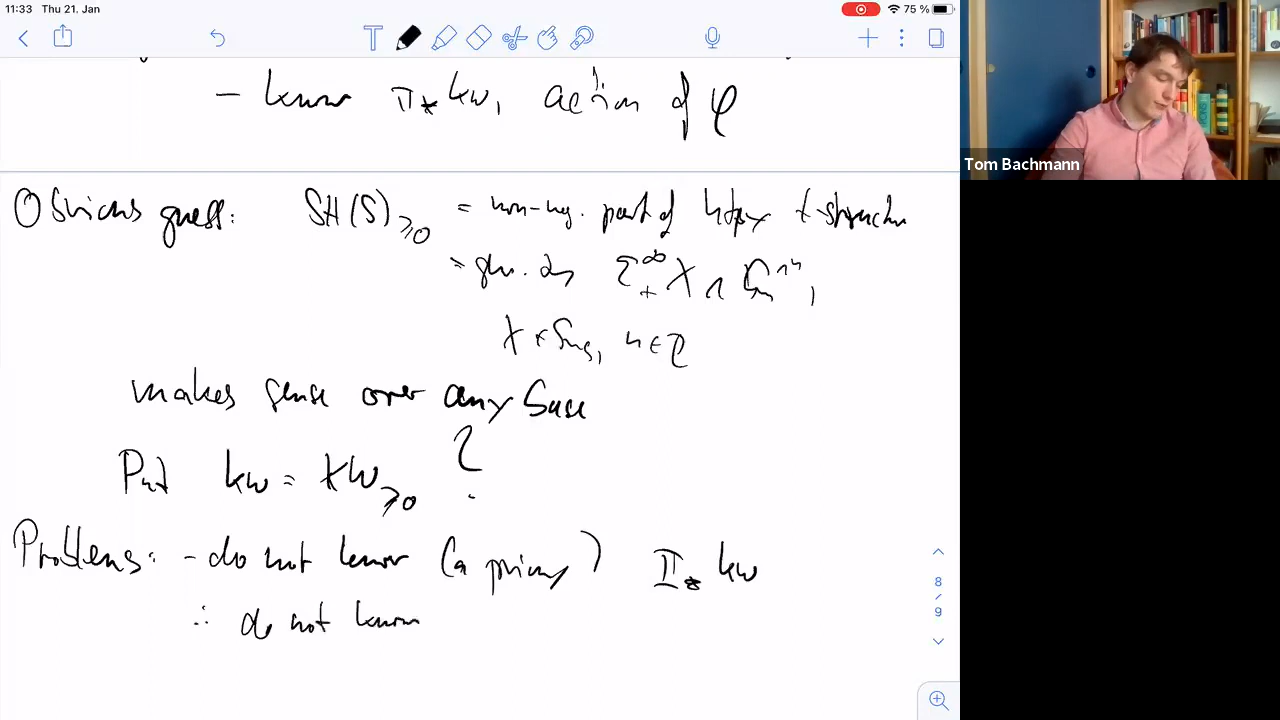 11:33 Thu 21. Jan
75 %
– know π* kw, action of φ
Tom Bachmann
Obvious guess: SH(S)≥0 = non-neg. part of htpy t-structure
= gen. by Σ^∞_+ X ∧ Gm^∧n,
X ∈ Sm_S, n ∈ Z
makes sense over any base
Put kw = KW≥0 ?
Problems: – do not know (a priori) π* kw
∴ do not know
8
/
9